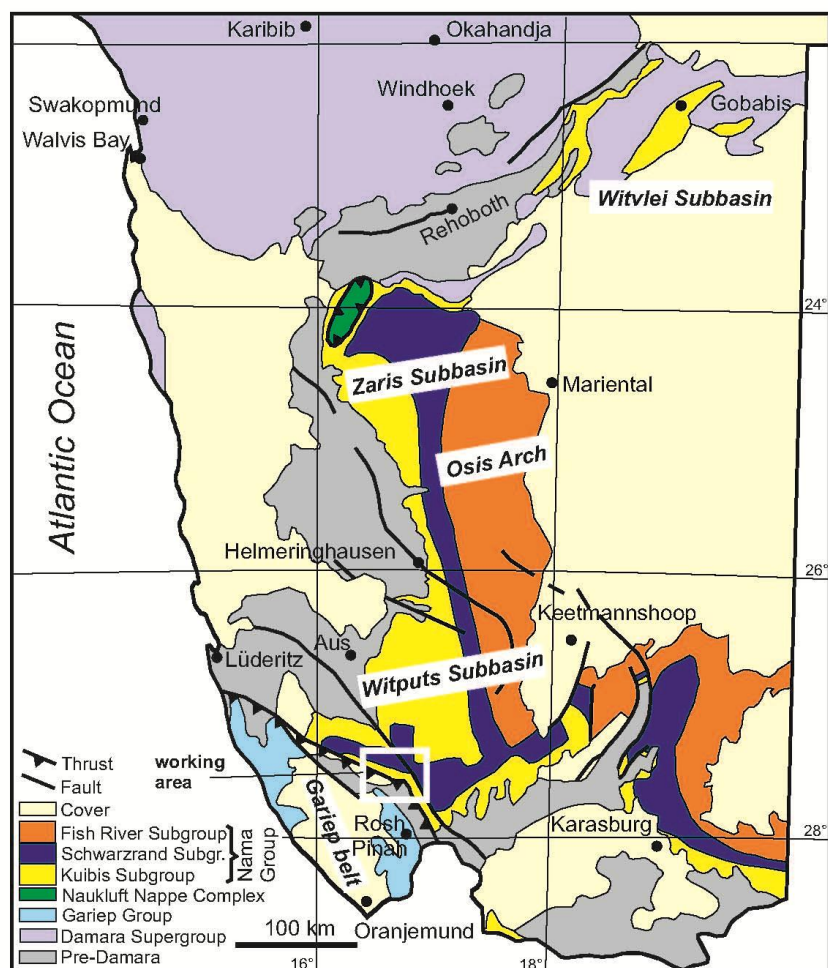 Karibib
Okahandja
Windhoek
Swakopmund
Gobabis
Walvis Bay
Witvlei Subbasin
Rehoboth
24°
Zaris Subbasin
Mariental
Atlantic Ocean
Osis Arch
Helmeringhausen
26°
Keetmannshoop
Aus
Lüderitz
Witputs Subbasin
Thrust
Fault
working
area
Cover
Fish River Subgroup
Schwarzrand Subgr.
Kuibis Subgroup
Nama
Group
Naukluft Nappe Complex
Gariep Group
Damara Supergroup
Pre-Damara
Gariep belt
Rosh
Pinah
Karasburg
28°
Oranjemund
100 km
16°
18°